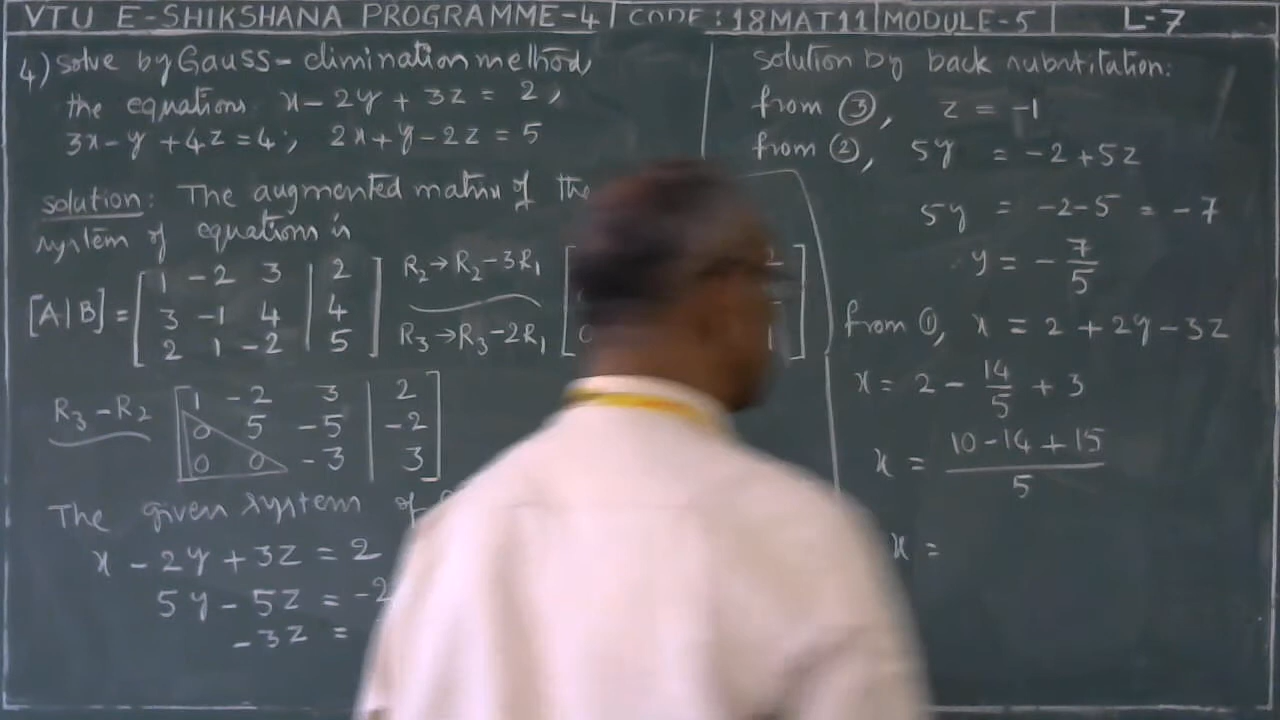 VTU E-SHIKSHANA PROGRAMME-4 | CODE : 18MAT11 | MODULE-5 | L-7
4) Solve by Gauss-elimination method
the equations x - 2y + 3z = 2,
3x - y + 4z = 4; 2x + y - 2z = 5
solution: The augmented matrix of the
system of equations is
[A|B] = [ 1 -2 3 | 2 ] R2→R2-3R1
3 -1 4 | 4
2 1 -2 | 5 R3→R3-2R1
R3-R2 [ 1 -2 3 | 2 ]
0 5 -5 | -2
0 0 -3 | 3
The given system of
x - 2y + 3z = 2
5y - 5z = -2
-3z =
solution by back substitution:
from ③, z = -1
from ②, 5y = -2 + 5z
5y = -2-5 = -7
y = - 7/5
from ①, x = 2 + 2y - 3z
x = 2 - 14/5 + 3
x = 10-14+15 / 5
x =